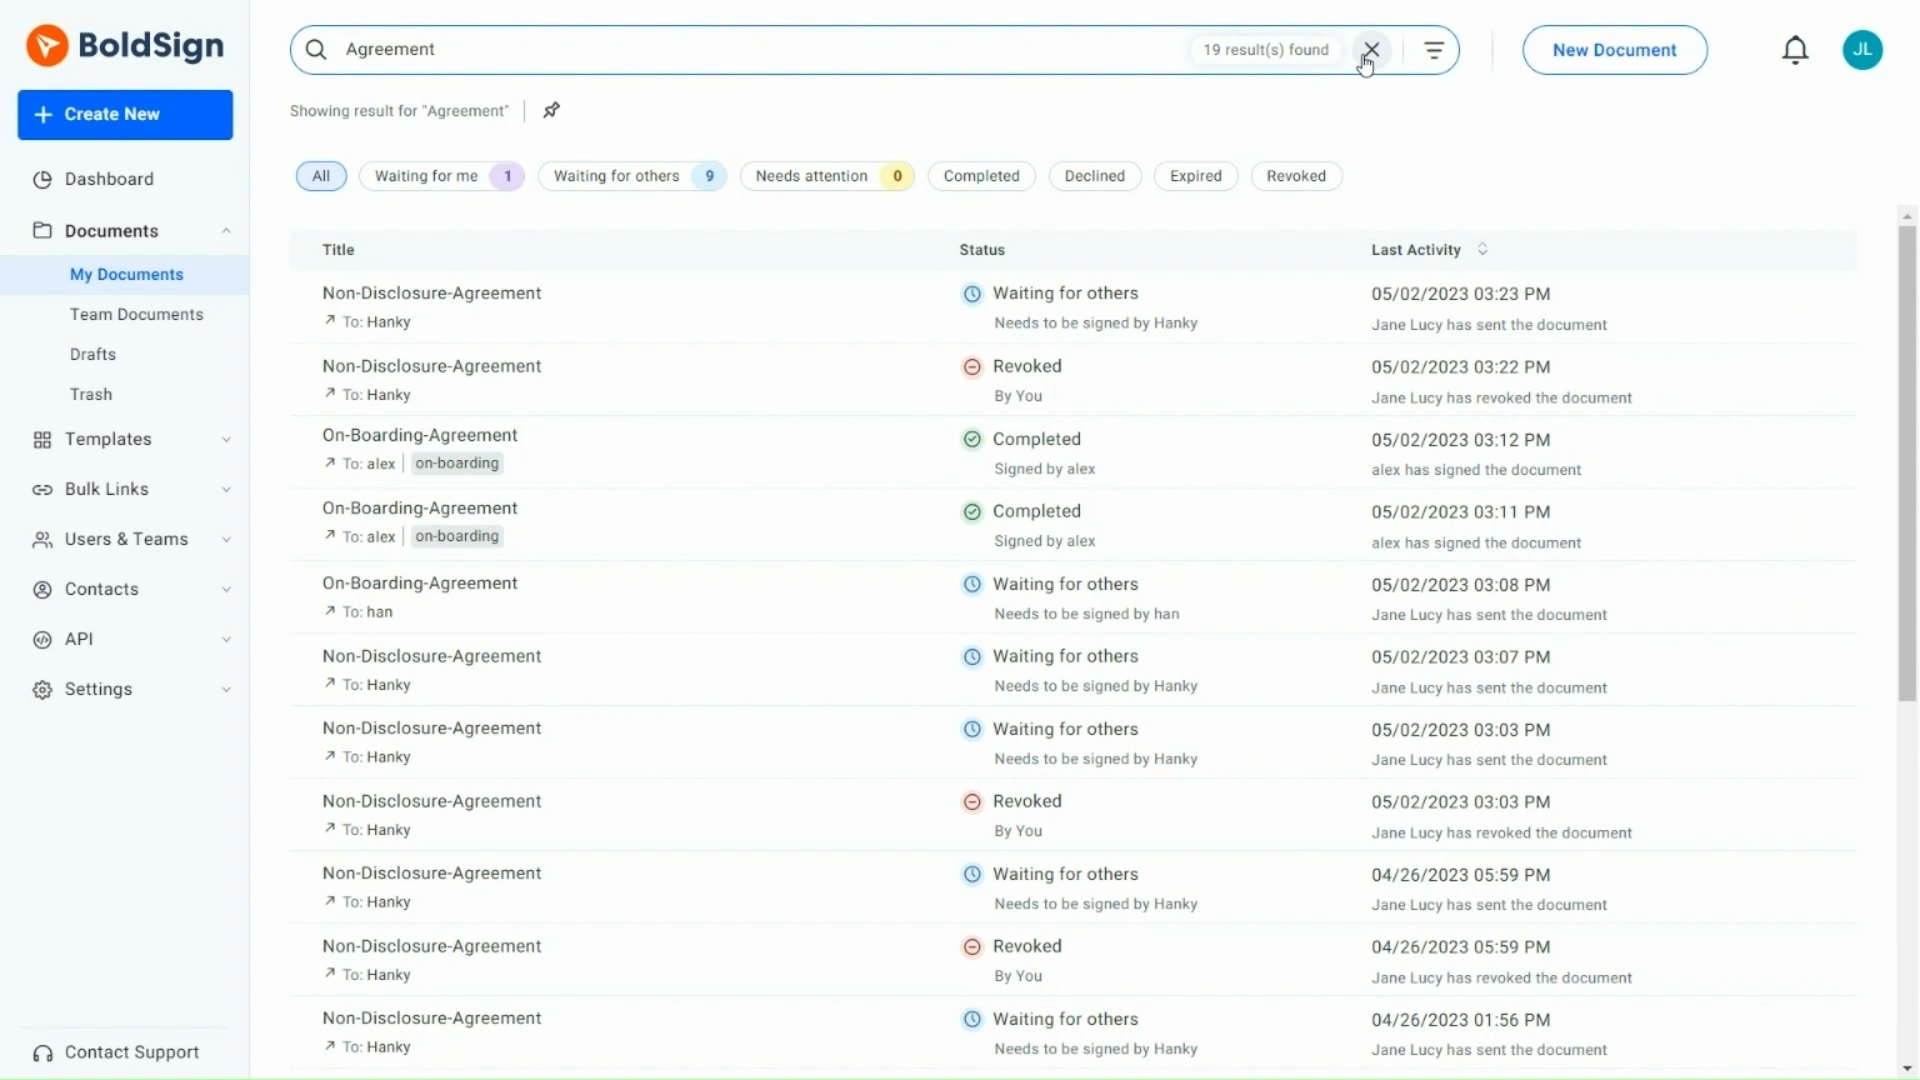 BoldSign
Agreement
19 result(s) found
New Document
JL
Create New
Showing result for "Agreement"
All
Waiting for me 1
Waiting for others 9
Needs attention 0
Completed
Declined
Expired
Revoked
Dashboard
Documents
My Documents
Team Documents
Drafts
Trash
Templates
Bulk Links
Users & Teams
Contacts
API
Settings
Contact Support
Title Status Last Activity
Non-Disclosure-Agreement Waiting for others 05/02/2023 03:23 PM
To: Hanky Needs to be signed by Hanky Jane Lucy has sent the document
Non-Disclosure-Agreement Revoked 05/02/2023 03:22 PM
To: Hanky By You Jane Lucy has revoked the document
On-Boarding-Agreement Completed 05/02/2023 03:12 PM
To: alex on-boarding Signed by alex alex has signed the document
On-Boarding-Agreement Completed 05/02/2023 03:11 PM
To: alex on-boarding Signed by alex alex has signed the document
On-Boarding-Agreement Waiting for others 05/02/2023 03:08 PM
To: han Needs to be signed by han Jane Lucy has sent the document
Non-Disclosure-Agreement Waiting for others 05/02/2023 03:07 PM
To: Hanky Needs to be signed by Hanky Jane Lucy has sent the document
Non-Disclosure-Agreement Waiting for others 05/02/2023 03:03 PM
To: Hanky Needs to be signed by Hanky Jane Lucy has sent the document
Non-Disclosure-Agreement Revoked 05/02/2023 03:03 PM
To: Hanky By You Jane Lucy has revoked the document
Non-Disclosure-Agreement Waiting for others 04/26/2023 05:59 PM
To: Hanky Needs to be signed by Hanky Jane Lucy has sent the document
Non-Disclosure-Agreement Revoked 04/26/2023 05:59 PM
To: Hanky By You Jane Lucy has revoked the document
Non-Disclosure-Agreement Waiting for others 04/26/2023 01:56 PM
To: Hanky Needs to be signed by Hanky Jane Lucy has sent the document